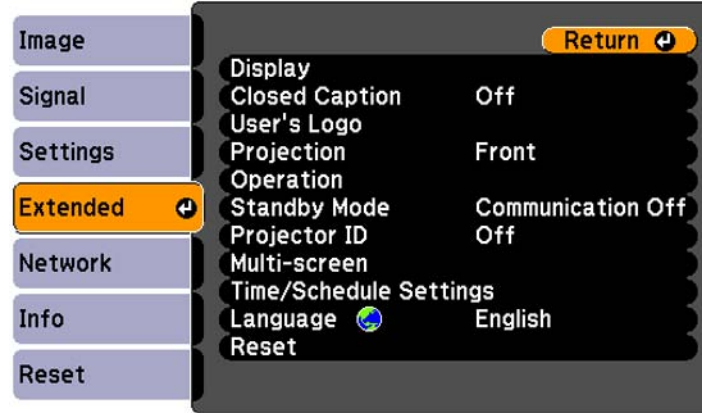 Image
Signal
Settings
Extended
Network
Info
Reset
Return
Display
Closed Caption Off
User's Logo
Projection Front
Operation
Standby Mode Communication Off
Projector ID Off
Multi-screen
Time/Schedule Settings
Language English
Reset